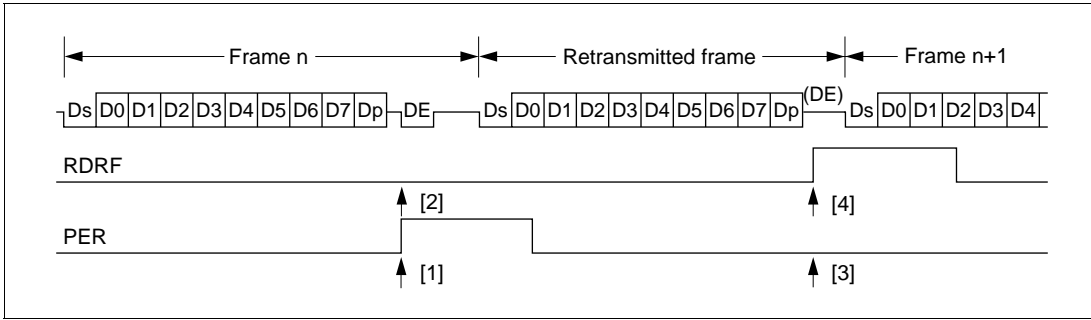 Frame n Retransmitted frame Frame n+1
Ds D0 D1 D2 D3 D4 D5 D6 D7 Dp DE Ds D0 D1 D2 D3 D4 D5 D6 D7 Dp (DE) Ds D0 D1 D2 D3 D4
RDRF
[2] [4]
PER
[1] [3]